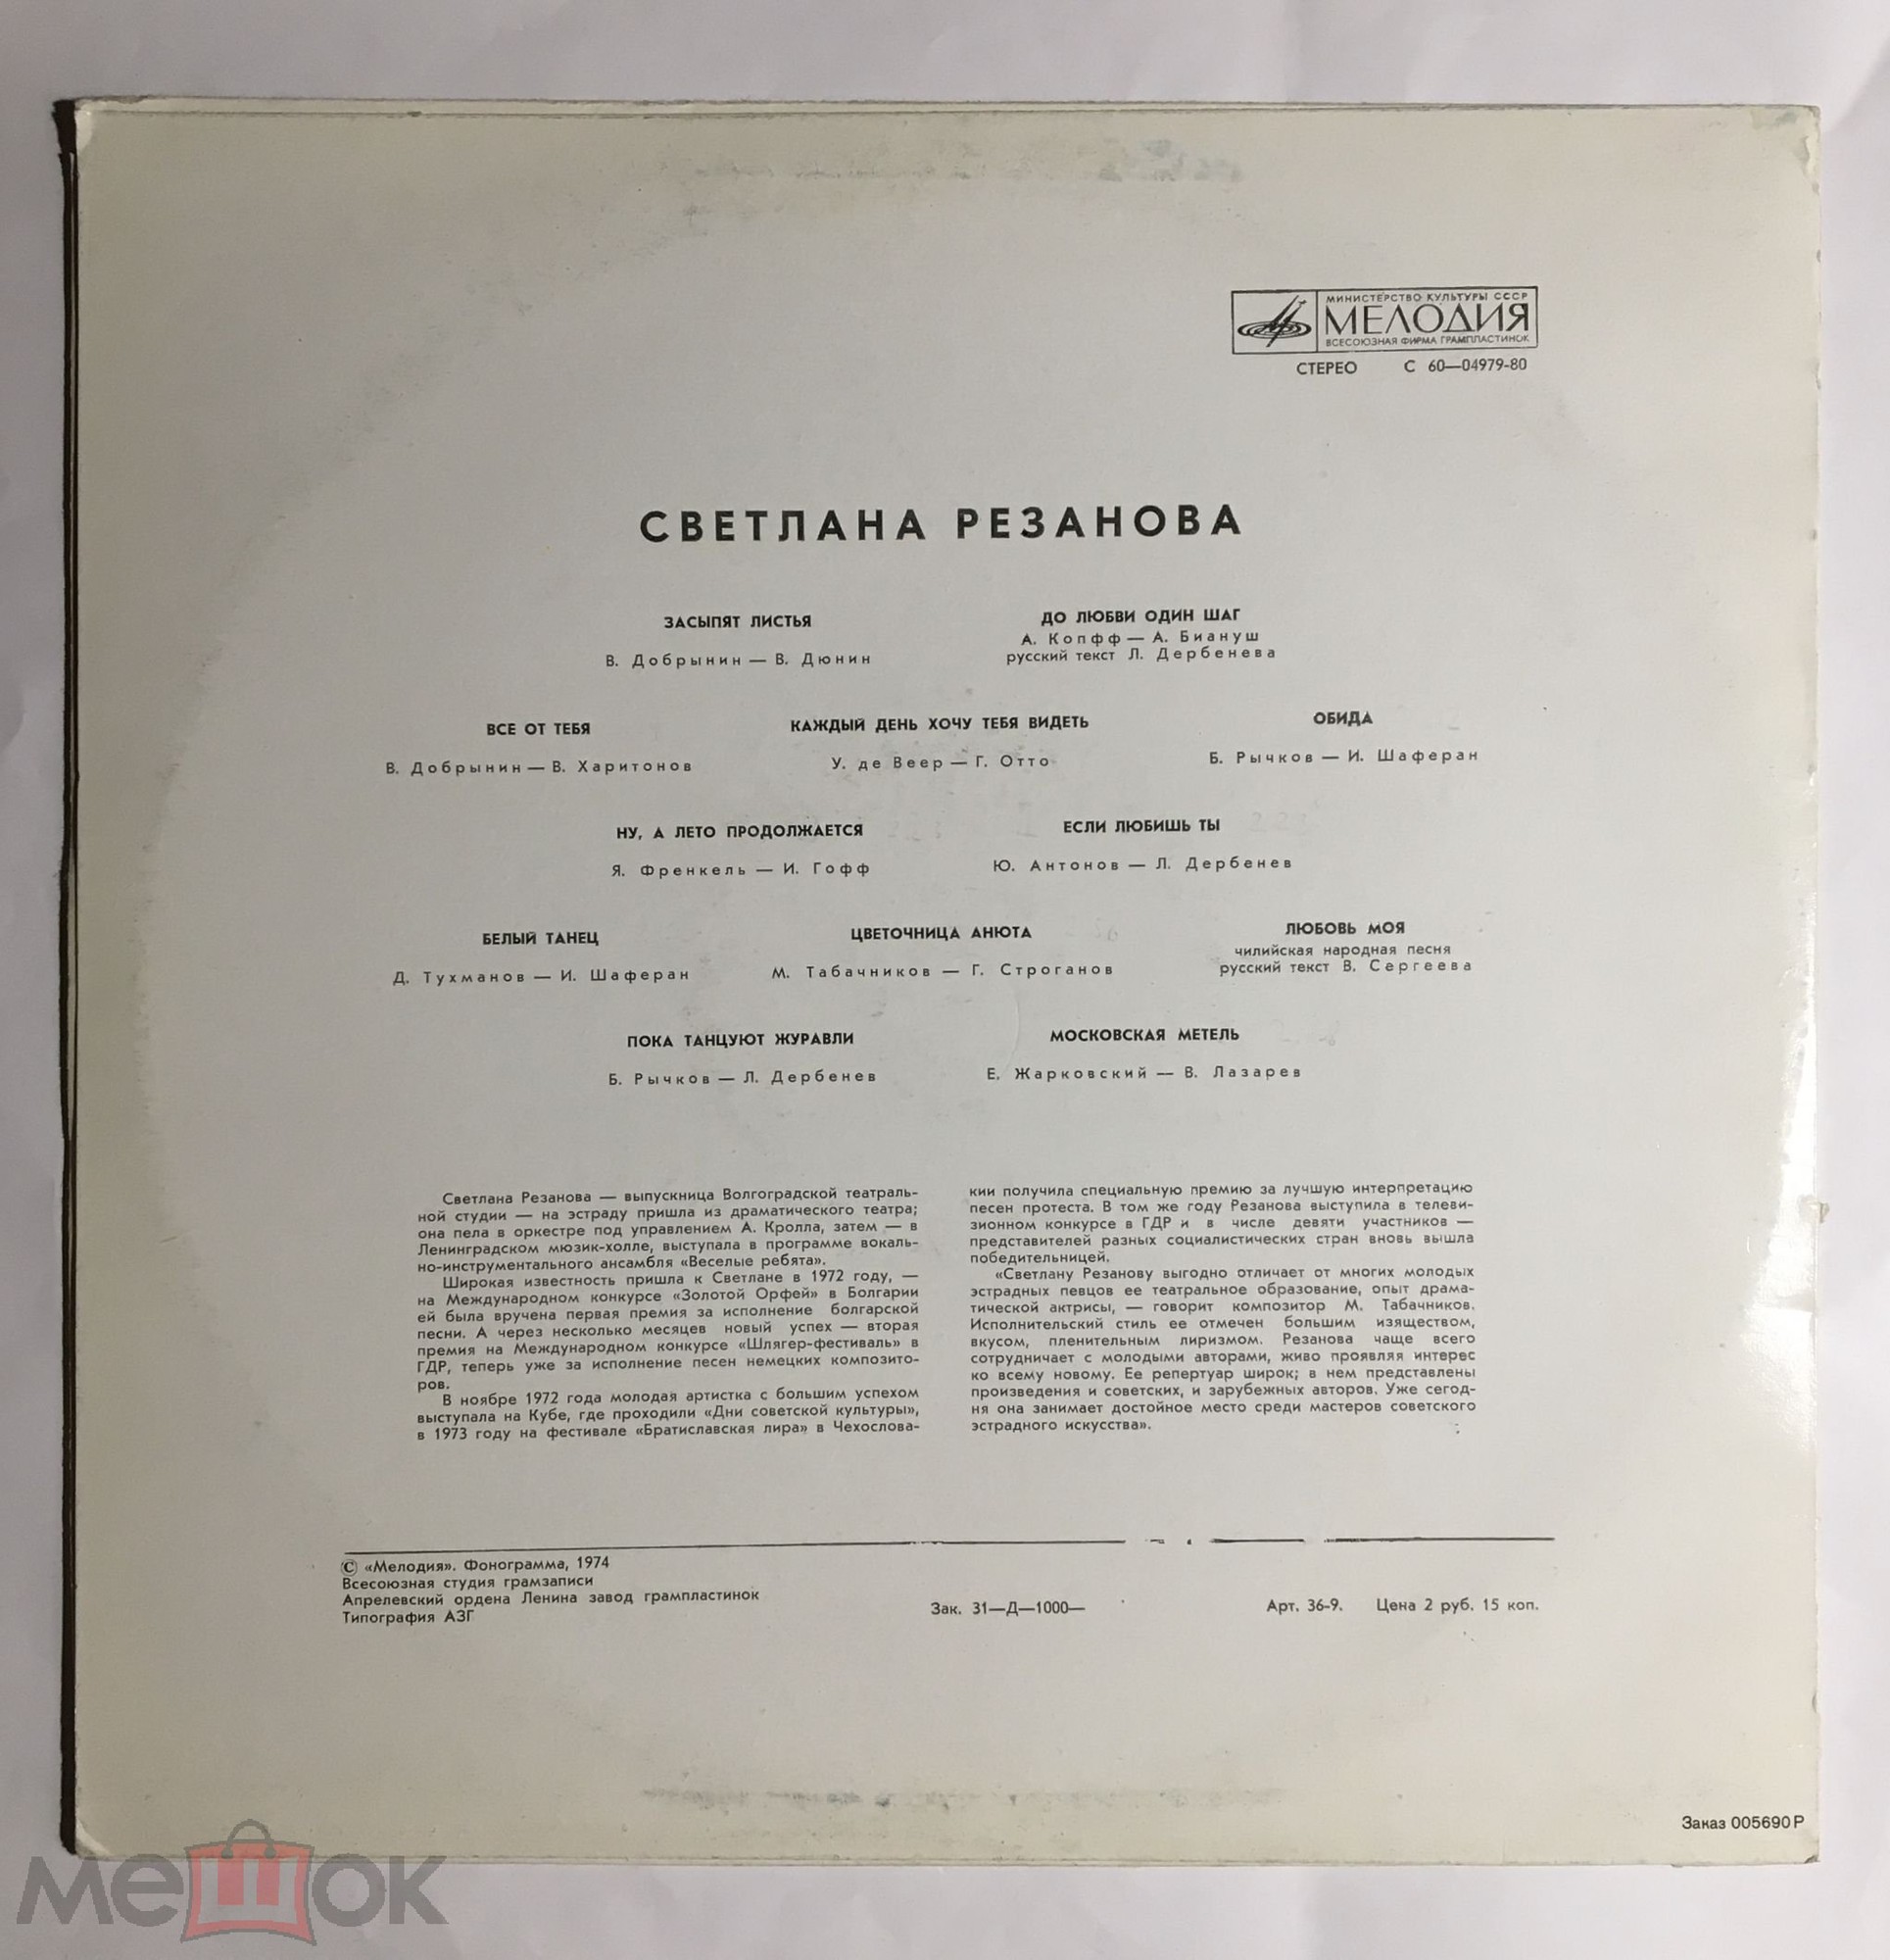 МИНИСТЕРСТВО КУЛЬТУРЫ СССР
МЕЛОДИЯ
ВСЕСОЮЗНАЯ ФИРМА ГРАМПЛАСТИНОК
СТЕРЕО С 60—04979-80
СВЕТЛАНА РЕЗАНОВА
ЗАСЫПЯТ ЛИСТЬЯ
В. Добрынин — В. Дюнин
ДО ЛЮБВИ ОДИН ШАГ
А. Копфф — А. Биануш
русский текст Л. Дербенева
ВСЕ ОТ ТЕБЯ
В. Добрынин — В. Харитонов
КАЖДЫЙ ДЕНЬ ХОЧУ ТЕБЯ ВИДЕТЬ
У. де Веер — Г. Отто
ОБИДА
Б. Рычков — И. Шаферан
НУ, А ЛЕТО ПРОДОЛЖАЕТСЯ
Я. Френкель — И. Гофф
ЕСЛИ ЛЮБИШЬ ТЫ
Ю. Антонов — Л. Дербенев
БЕЛЫЙ ТАНЕЦ
Д. Тухманов — И. Шаферан
ЦВЕТОЧНИЦА АНЮТА
М. Табачников — Г. Строганов
ЛЮБОВЬ МОЯ
чилийская народная песня
русский текст В. Сергеева
ПОКА ТАНЦУЮТ ЖУРАВЛИ
Б. Рычков — Л. Дербенев
МОСКОВСКАЯ МЕТЕЛЬ
Е. Жарковский — В. Лазарев
Светлана Резанова — выпускница Волгоградской театраль-
ной студии — на эстраду пришла из драматического театра;
она пела в оркестре под управлением А. Кролла, затем — в
Ленинградском мюзик-холле, выступала в программе вокаль-
но-инструментального ансамбля «Веселые ребята».
Широкая известность пришла к Светлане в 1972 году, —
на Международном конкурсе «Золотой Орфей» в Болгарии
ей была вручена первая премия за исполнение болгарской
песни. А через несколько месяцев новый успех — вторая
премия на Международном конкурсе «Шлягер-фестиваль» в
ГДР, теперь уже за исполнение песен немецких композито-
ров.
В ноябре 1972 года молодая артистка с большим успехом
выступала на Кубе, где проходили «Дни советской культуры»,
в 1973 году на фестивале «Братиславская лира» в Чехослова-
кии получила специальную премию за лучшую интерпретацию
песен протеста. В том же году Резанова выступила в телеви-
зионном конкурсе в ГДР и в числе девяти участников —
представителей разных социалистических стран вновь вышла
победительницей.
«Светлану Резанову выгодно отличает от многих молодых
эстрадных певцов ее театральное образование, опыт драма-
тической актрисы, — говорит композитор М. Табачников.
Исполнительский стиль ее отмечен большим изяществом,
вкусом, пленительным лиризмом. Резанова чаще всего
сотрудничает с молодыми авторами, живо проявляя интерес
ко всему новому. Ее репертуар широк; в нем представлены
произведения и советских, и зарубежных авторов. Уже сегод-
ня она занимает достойное место среди мастеров советского
эстрадного искусства».
© «Мелодия». Фонограмма, 1974
Всесоюзная студия грамзаписи
Апрелевский ордена Ленина завод грампластинок
Типография АЗГ
Зак. 31—Д—1000—
Арт. 36-9. Цена 2 руб. 15 коп.
Заказ 005690Р
мешок